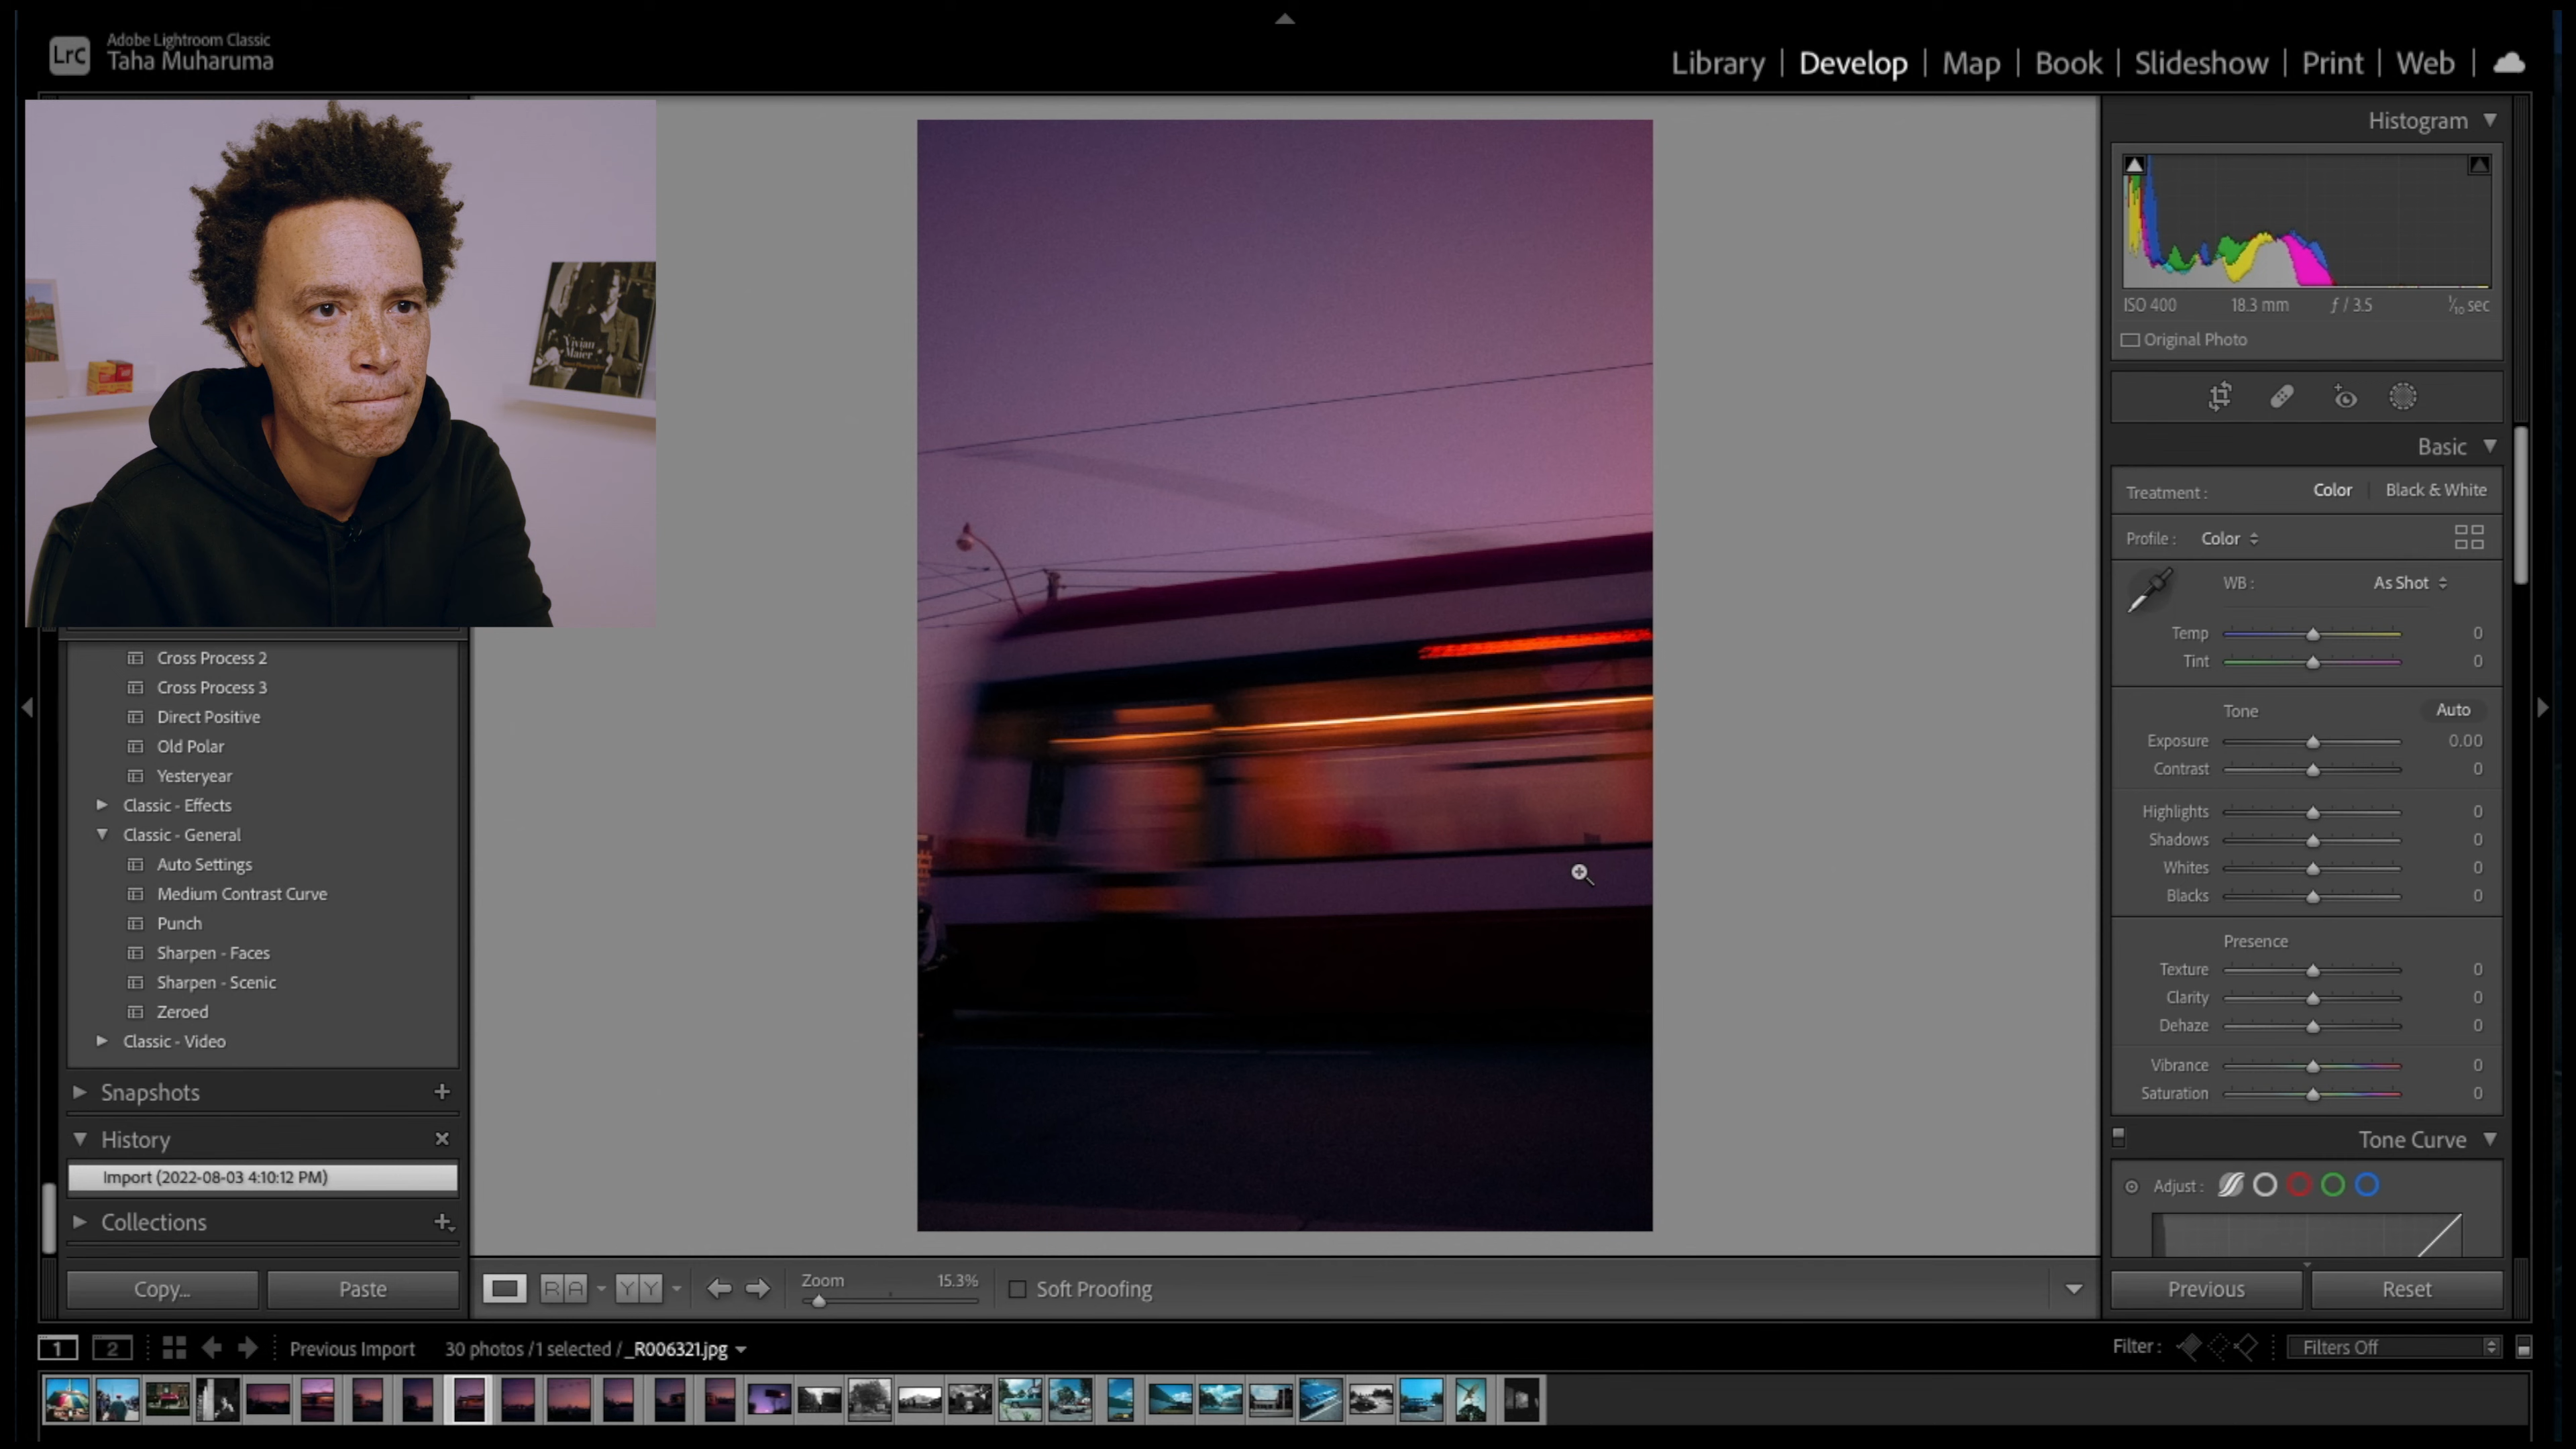 Lrc
Adobe Lightroom Classic
Taha Muharuma
Library | Develop | Map | Book | Slideshow | Print | Web
Vivian
Maier
Cross Process 2
Cross Process 3
Direct Positive
Old Polar
Yesteryear
Classic - Effects
Classic - General
Auto Settings
Medium Contrast Curve
Punch
Sharpen - Faces
Sharpen - Scenic
Zeroed
Classic - Video
Snapshots
History
Import (2022-08-03 4:10:12 PM)
Collections
Copy...
Paste
R A
Y Y
Zoom 15.3%
Soft Proofing
Histogram
ISO 400 18.3 mm ƒ / 3.5 1/10 sec
Original Photo
Basic
Treatment : Color Black & White
Profile : Color
WB : As Shot
Temp 0
Tint 0
Tone Auto
Exposure 0.00
Contrast 0
Highlights 0
Shadows 0
Whites 0
Blacks 0
Presence
Texture 0
Clarity 0
Dehaze 0
Vibrance 0
Saturation 0
Tone Curve
Adjust :
Previous
Reset
1 2 Previous Import 30 photos / 1 selected / _R006321.jpg
Filter : Filters Off